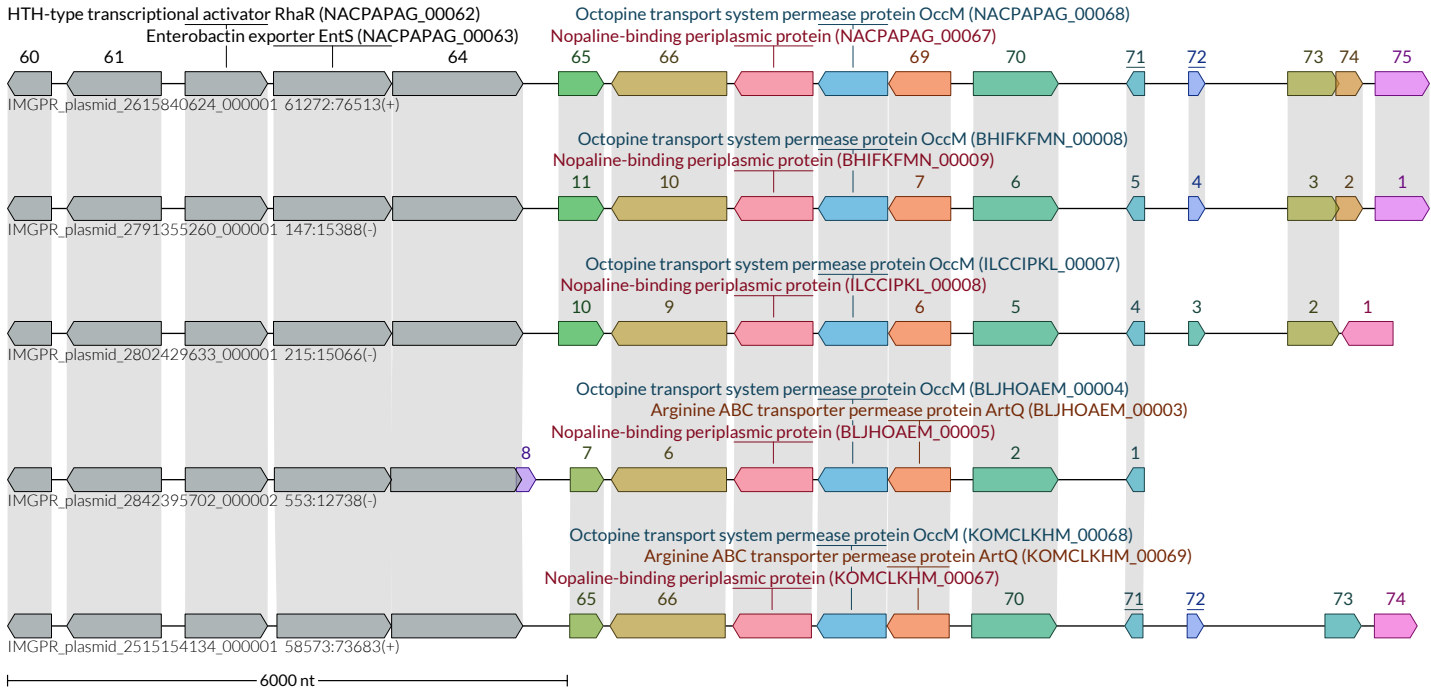 HTH-type transcriptional activator RhaR (NACPAPAG_00062)
Octopine transport system permease protein OccM (NACPAPAG_00068)
Enterobactin exporter EntS (NACPAPAG_00063)
Nopaline-binding periplasmic protein (NACPAPAG_00067)
60 61 64 65 66 69 70 71 72 73 74 75
IMGPR_plasmid_2615840624_000001 61272:76513(+)
Octopine transport system permease protein OccM (BHIFKFMN_00008)
Nopaline-binding periplasmic protein (BHIFKFMN_00009)
11 10 7 6 5 4 3 2 1
IMGPR_plasmid_2791355260_000001 147:15388(-)
Octopine transport system permease protein OccM (ILCCIPKL_00007)
Nopaline-binding periplasmic protein (ILCCIPKL_00008)
10 9 6 5 4 3 2 1
IMGPR_plasmid_2802429633_000001 215:15066(-)
Octopine transport system permease protein OccM (BLJHOAEM_00004)
Arginine ABC transporter permease protein ArtQ (BLJHOAEM_00003)
Nopaline-binding periplasmic protein (BLJHOAEM_00005)
8 7 6 2 1
IMGPR_plasmid_2842395702_000002 553:12738(-)
Octopine transport system permease protein OccM (KOMCLKHM_00068)
Arginine ABC transporter permease protein ArtQ (KOMCLKHM_00069)
Nopaline-binding periplasmic protein (KOMCLKHM_00067)
65 66 70 71 72 73 74
IMGPR_plasmid_2515154134_000001 58573:73683(+)
6000 nt